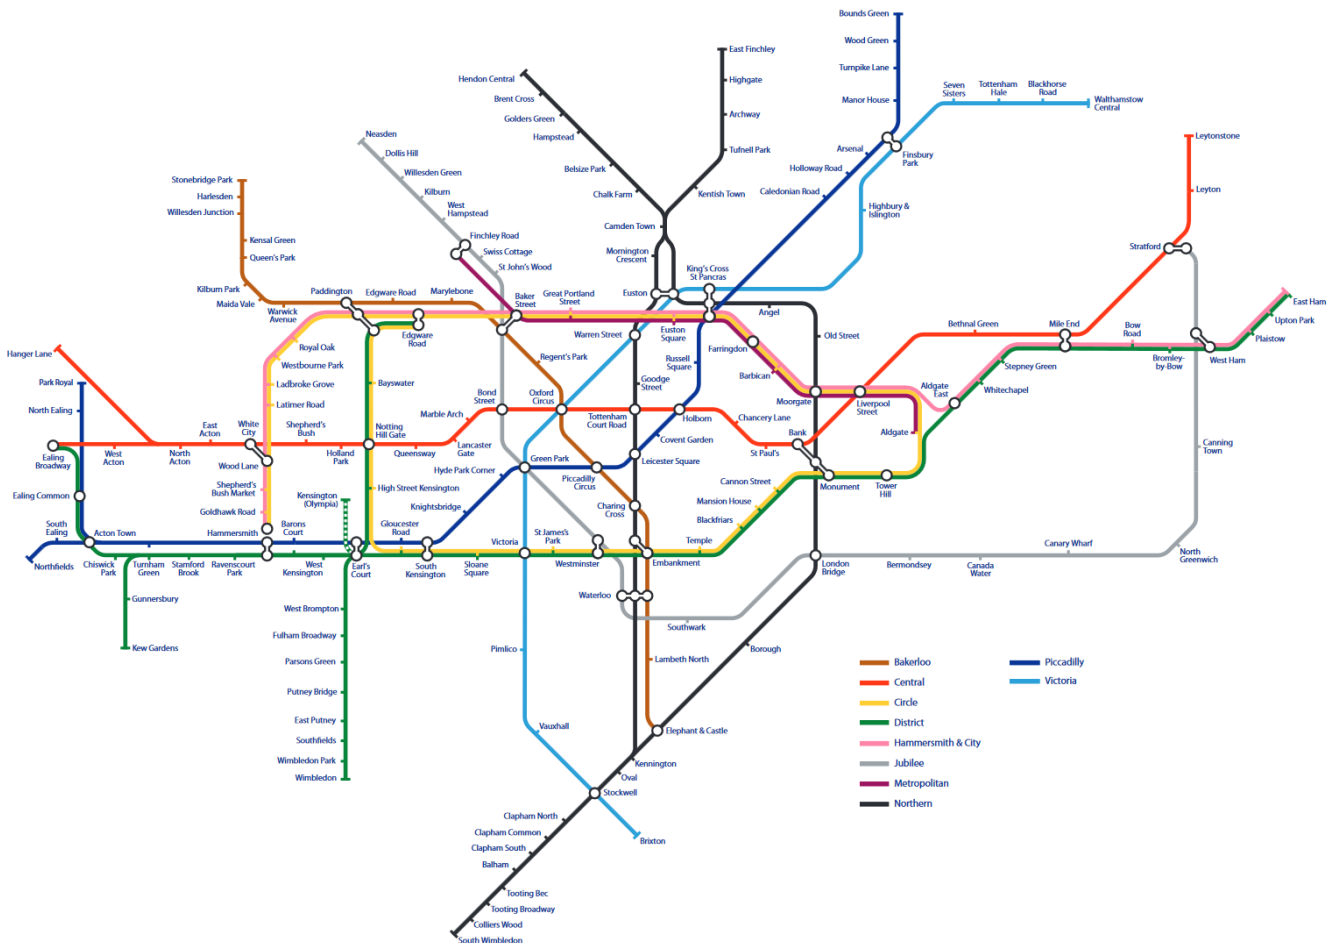 Bounds Green
Wood Green
Turnpike Lane
Manor House
East Finchley
Highgate
Archway
Tufnell Park
Kentish Town
Hendon Central
Brent Cross
Golders Green
Hampstead
Belsize Park
Chalk Farm
Camden Town
Mornington
Crescent
Seven
Sisters
Tottenham
Hale
Blackhorse
Road
Walthamstow
Central
Finsbury
Park
Arsenal
Holloway Road
Caledonian Road
Highbury &
Islington
Leytonstone
Leyton
Stratford
Neasden
Dollis Hill
Willesden Green
Kilburn
West
Hampstead
Finchley Road
Swiss Cottage
St John's Wood
Stonebridge Park
Harlesden
Willesden Junction
Kensal Green
Queen's Park
Kilburn Park
Maida Vale
Warwick
Avenue
Paddington
Edgware Road
Marylebone
Baker
Street
Great Portland
Street
Euston
King's Cross
St Pancras
Angel
Old Street
Warren Street
Euston
Square
Farringdon
Barbican
Russell
Square
Edgware
Road
Regent's Park
Goodge
Street
Bethnal Green
Mile End
Bow
Road
Bromley-
by-Bow
West Ham
East Ham
Upton Park
Plaistow
Stepney Green
Whitechapel
Aldgate
East
Moorgate
Liverpool
Street
Aldgate
Hanger Lane
Park Royal
North Ealing
Royal Oak
Westbourne Park
Ladbroke Grove
Latimer Road
Bayswater
Bond
Street
Oxford
Circus
Tottenham
Court Road
Holborn
Chancery Lane
St Paul's
Bank
Marble Arch
Lancaster
Gate
Queensway
Notting
Hill Gate
Holland
Park
Shepherd's
Bush
White
City
Wood Lane
East
Acton
North
Acton
West
Acton
Ealing
Broadway
Ealing Common
Shepherd's
Bush Market
Goldhawk Road
Kensington
(Olympia)
High Street Kensington
Hyde Park Corner
Knightsbridge
Green Park
Piccadilly
Circus
Covent Garden
Leicester Square
Charing
Cross
Cannon Street
Mansion House
Blackfriars
Temple
Monument
Tower
Hill
Canning
Town
South
Ealing
Northfields
Acton Town
Chiswick
Park
Turnham
Green
Stamford
Brook
Ravenscourt
Park
Hammersmith
Barons
Court
West
Kensington
Earl's
Court
Gloucester
Road
South
Kensington
Sloane
Square
Victoria
St James's
Park
Westminster
Embankment
Waterloo
Southwark
London
Bridge
Bermondsey
Canada
Water
Canary Wharf
North
Greenwich
Gunnersbury
Kew Gardens
West Brompton
Fulham Broadway
Parsons Green
Putney Bridge
East Putney
Southfields
Wimbledon Park
Wimbledon
Pimlico
Vauxhall
Lambeth North
Borough
Elephant & Castle
Kennington
Oval
Stockwell
Brixton
Clapham North
Clapham Common
Clapham South
Balham
Tooting Bec
Tooting Broadway
Colliers Wood
South Wimbledon
Bakerloo
Central
Circle
District
Hammersmith & City
Jubilee
Metropolitan
Northern
Piccadilly
Victoria